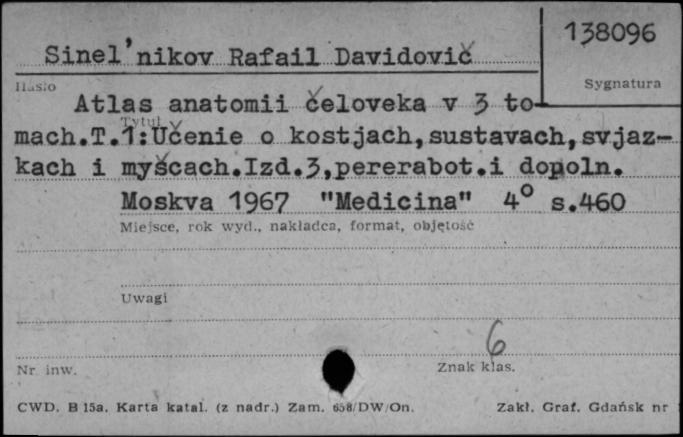 138096
Sinel'nikov Rafail Davidovič
Hasło
Sygnatura
Atlas anatomii čeloveka v 3 to-
Tytuł
mach.T.1:Učenie o kostjach,sustavach,svjaz-
kach i myšcach.Izd.3,pererabot.i dopoln.
Moskva 1967 "Medicina" 4° s.460
Miejsce, rok wyd., nakładca, format, objętość
Uwagi
6
Nr inw.
Znak klas.
CWD. B 15a. Karta katal. (z nadr.) Zam. 658/DW/On.
Zakł. Graf. Gdańsk nr